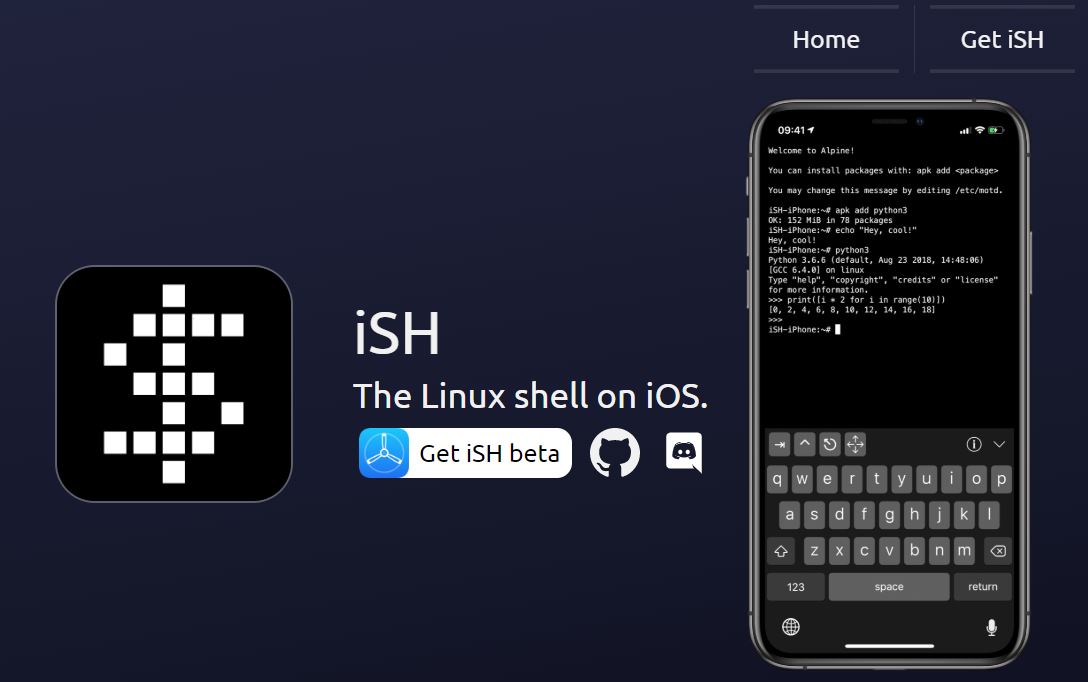 Home
Get iSH
09:41
Welcome to Alpine!
You can install packages with: apk add <package>
You may change this message by editing /etc/motd.
iSH-iPhone:~# apk add python3
OK: 152 MiB in 78 packages
iSH-iPhone:~# echo "Hey, cool!"
Hey, cool!
iSH-iPhone:~# python3
Python 3.6.6 (default, Aug 23 2018, 14:48:06)
[GCC 6.4.0] on linux
Type "help", "copyright", "credits" or "license"
for more information.
>>> print([i * 2 for i in range(10)])
[0, 2, 4, 6, 8, 10, 12, 14, 16, 18]
>>>
iSH-iPhone:~#
iSH
The Linux shell on iOS.
Get iSH beta
q w e r t y u i o p
a s d f g h j k l
z x c v b n m
123 space return